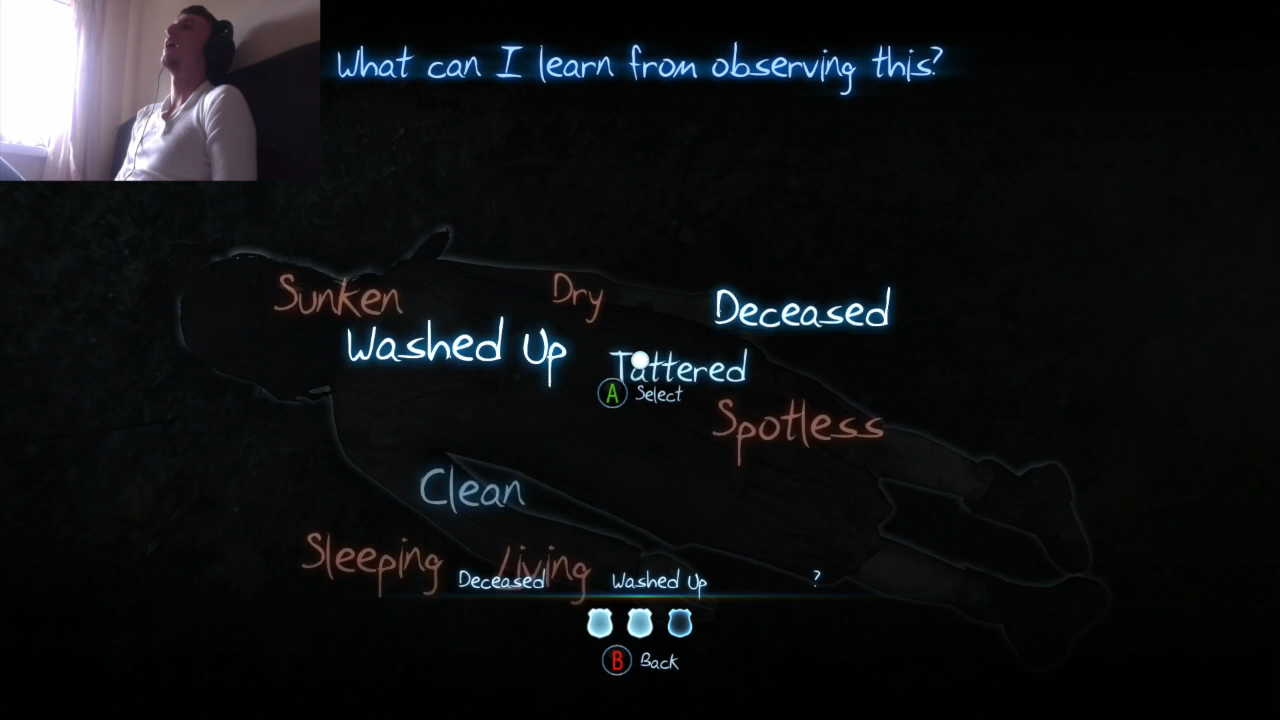 What can I learn from observing this?
Sunken
Dry
Deceased
Washed Up
Tattered
A Select
Spotless
Clean
Sleeping
Living
Deceased Washed Up ?
B Back